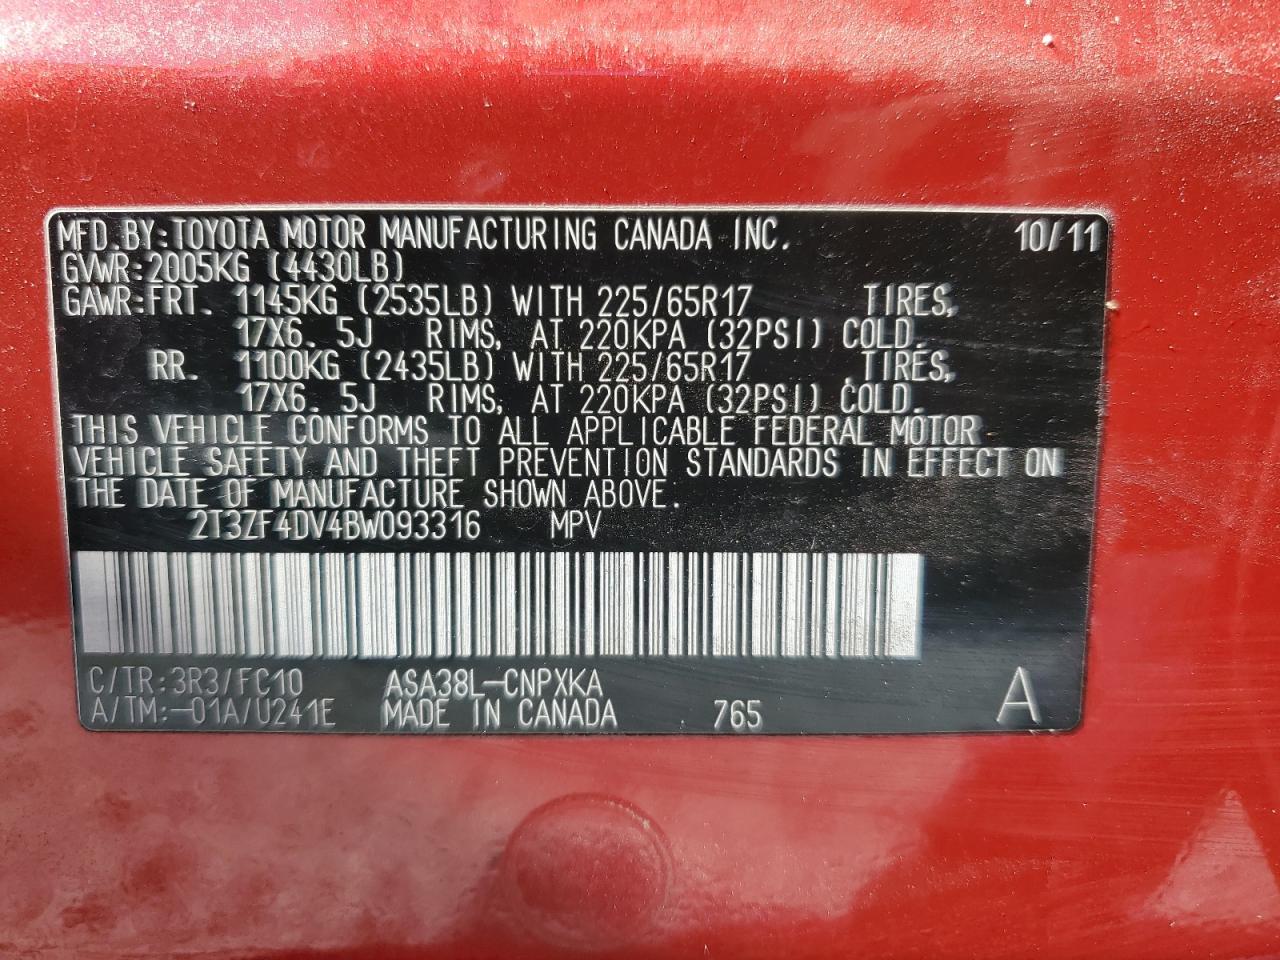 MFD.BY:TOYOTA MOTOR MANUFACTURING CANADA INC. 10/11
GVWR:2005KG (4430LB)
GAWR:FRT. 1145KG (2535LB) WITH 225/65R17 TIRES,
17X6.5J RIMS, AT 220KPA (32PSI) COLD.
RR. 1100KG (2435LB) WITH 225/65R17 TIRES,
17X6.5J RIMS, AT 220KPA (32PSI) COLD.
THIS VEHICLE CONFORMS TO ALL APPLICABLE FEDERAL MOTOR
VEHICLE SAFETY AND THEFT PREVENTION STANDARDS IN EFFECT ON
THE DATE OF MANUFACTURE SHOWN ABOVE.
2T3ZF4DV4BW093316 MPV
C/TR:3R3/FC10 ASA38L-CNPXKA
A/TM:-01A/U241E MADE IN CANADA 765 A